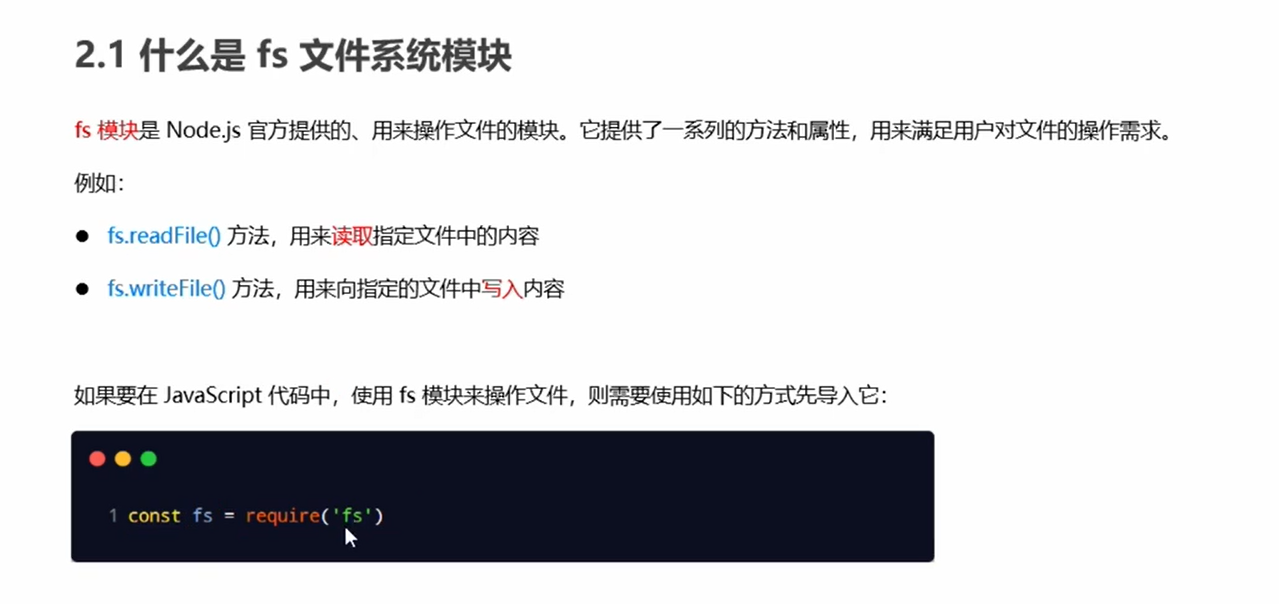 2.1 什么是 fs 文件系统模块
fs 模块是 Node.js 官方提供的、用来操作文件的模块。它提供了一系列的方法和属性，用来满足用户对文件的操作需求。
例如：
● fs.readFile() 方法，用来读取指定文件中的内容
● fs.writeFile() 方法，用来向指定的文件中写入内容
如果要在 JavaScript 代码中，使用 fs 模块来操作文件，则需要使用如下的方式先导入它：
1 const fs = require('fs')